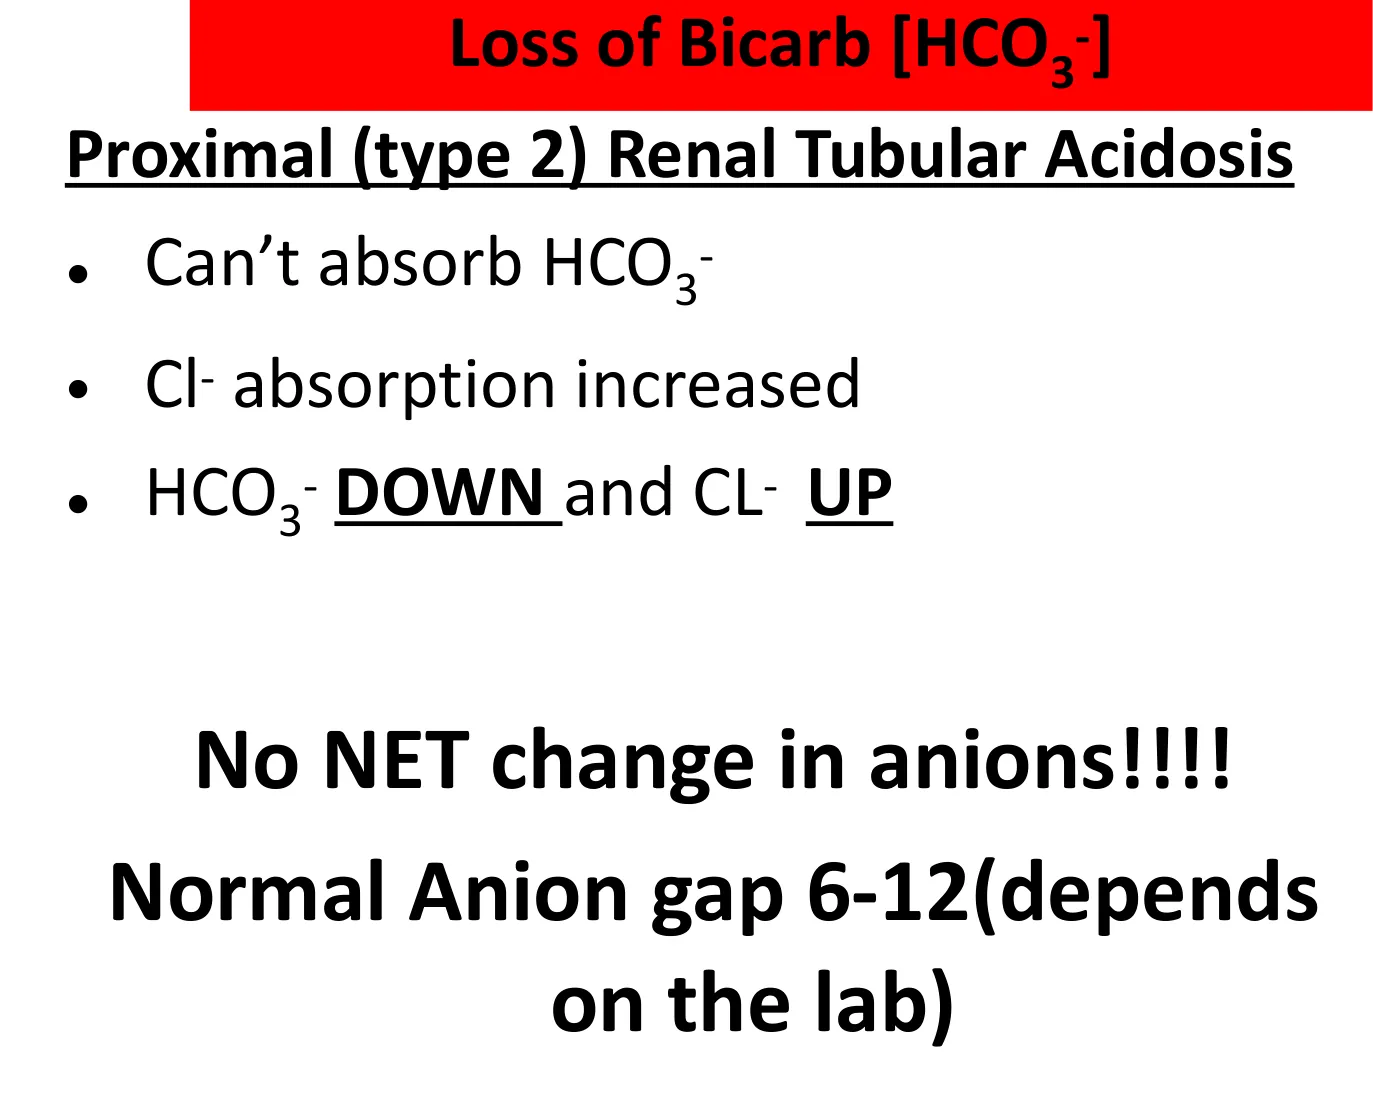 Loss of Bicarb [HCO₃⁻]
Proximal (type 2) Renal Tubular Acidosis
• Can’t absorb HCO₃⁻
• Cl⁻ absorption increased
• HCO₃⁻ DOWN and CL⁻ UP
No NET change in anions!!!!
Normal Anion gap 6-12(depends
on the lab)